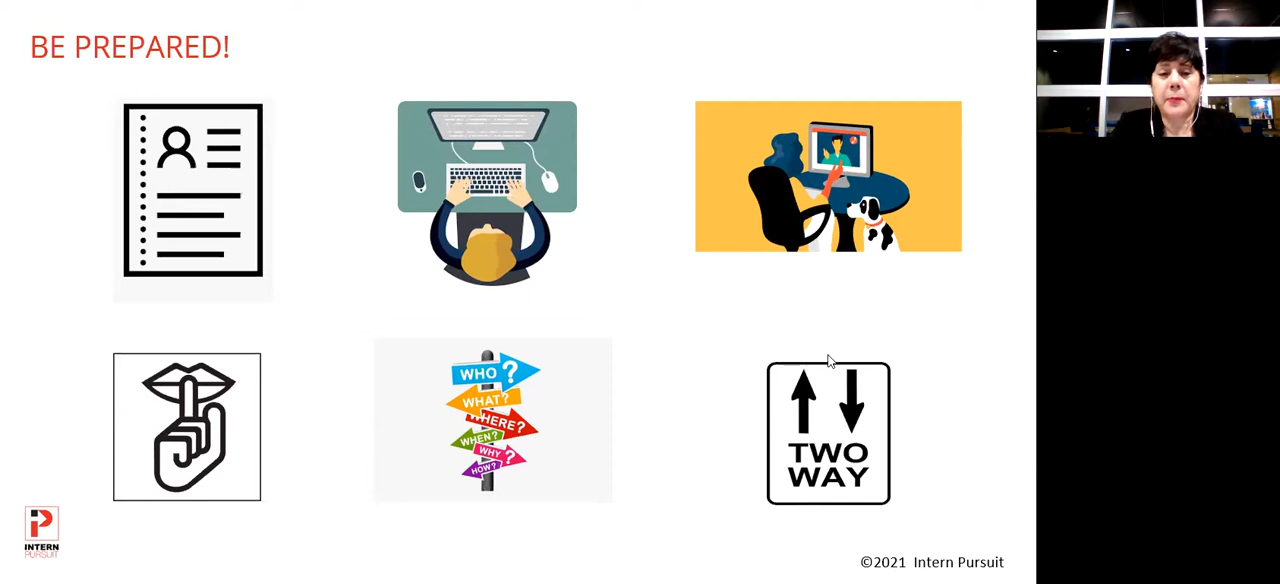 BE PREPARED!
WHO ?
WHAT?
WHERE?
WHEN?
WHY ?
HOW?
TWO
WAY
INTERN
PURSUIT
©2021 Intern Pursuit